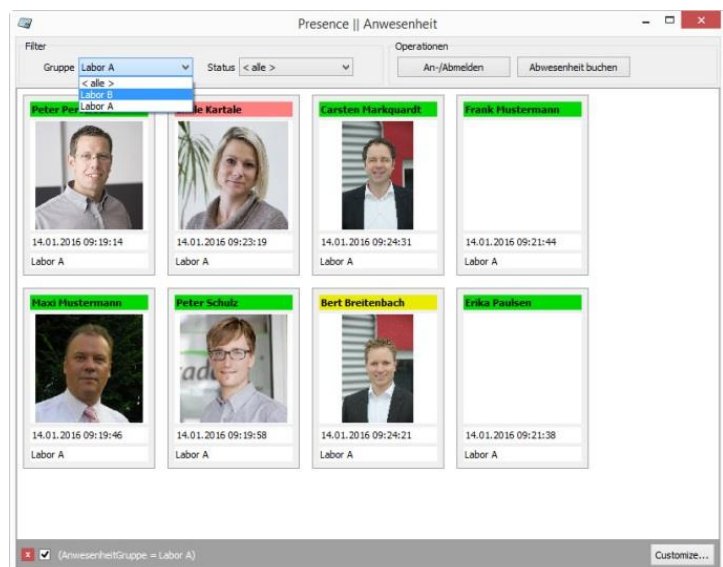 Presence || Anwesenheit
Filter
Operationen
Gruppe Labor A Status < alle > An-/Abmelden Abwesenheit buchen
< alle >
Labor B
Labor A
Peter Kartale Carsten Markquardt Frank Mustermann
14.01.2016 09:19:14 14.01.2016 09:23:19 14.01.2016 09:24:31 14.01.2016 09:21:44
Labor A Labor A Labor A Labor A
Maxi Mustermann Peter Schulz Bert Breitenbach Erika Paulsen
14.01.2016 09:19:46 14.01.2016 09:19:58 14.01.2016 09:24:21 14.01.2016 09:21:38
Labor A Labor A Labor A Labor A
(AnwesenheitGruppe = Labor A) Customize...